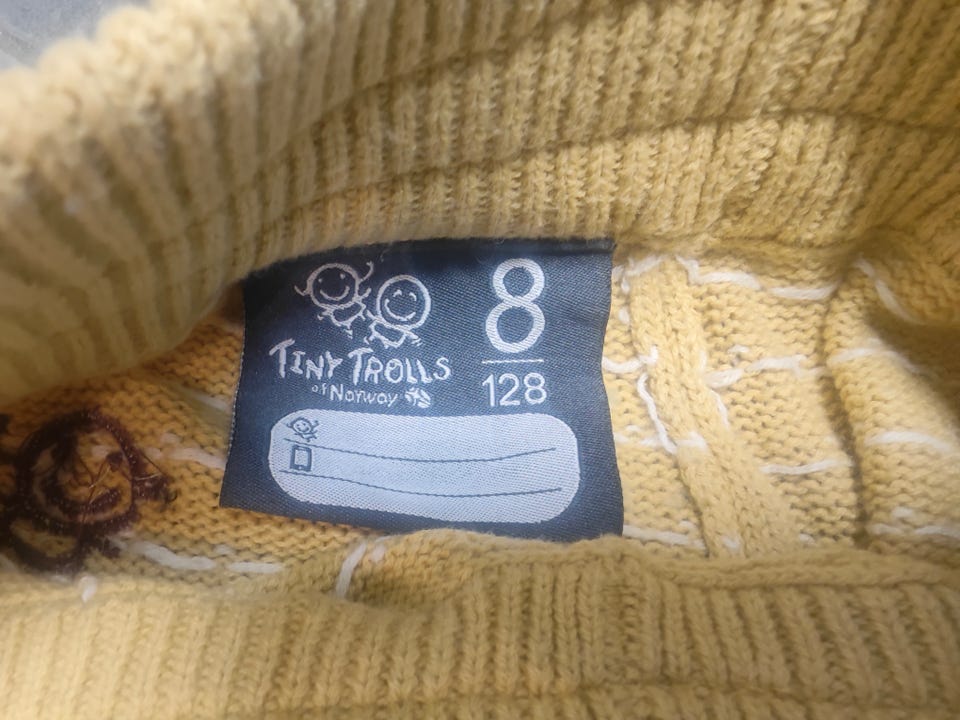 8
128
TINY TROLLS
of Norway